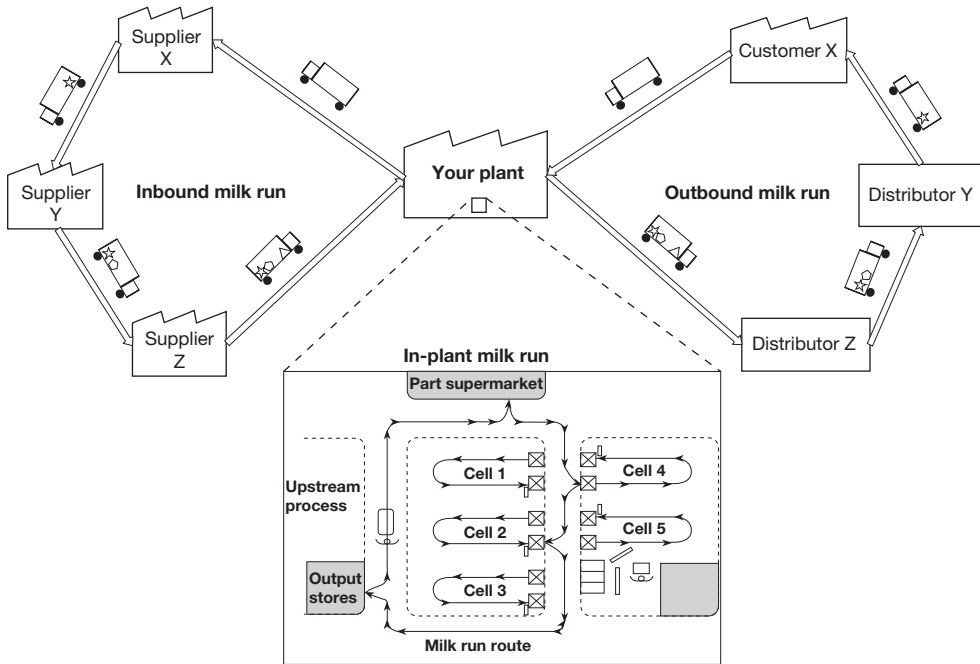 Supplier
X
Customer X
Your plant
Supplier
Y
Inbound milk run
Outbound milk run
Distributor Y
Supplier
Z
Distributor Z
In-plant milk run
Part supermarket
Upstream
process
Cell 1
Cell 4
Cell 2
Cell 5
Output
stores
Cell 3
Milk run route